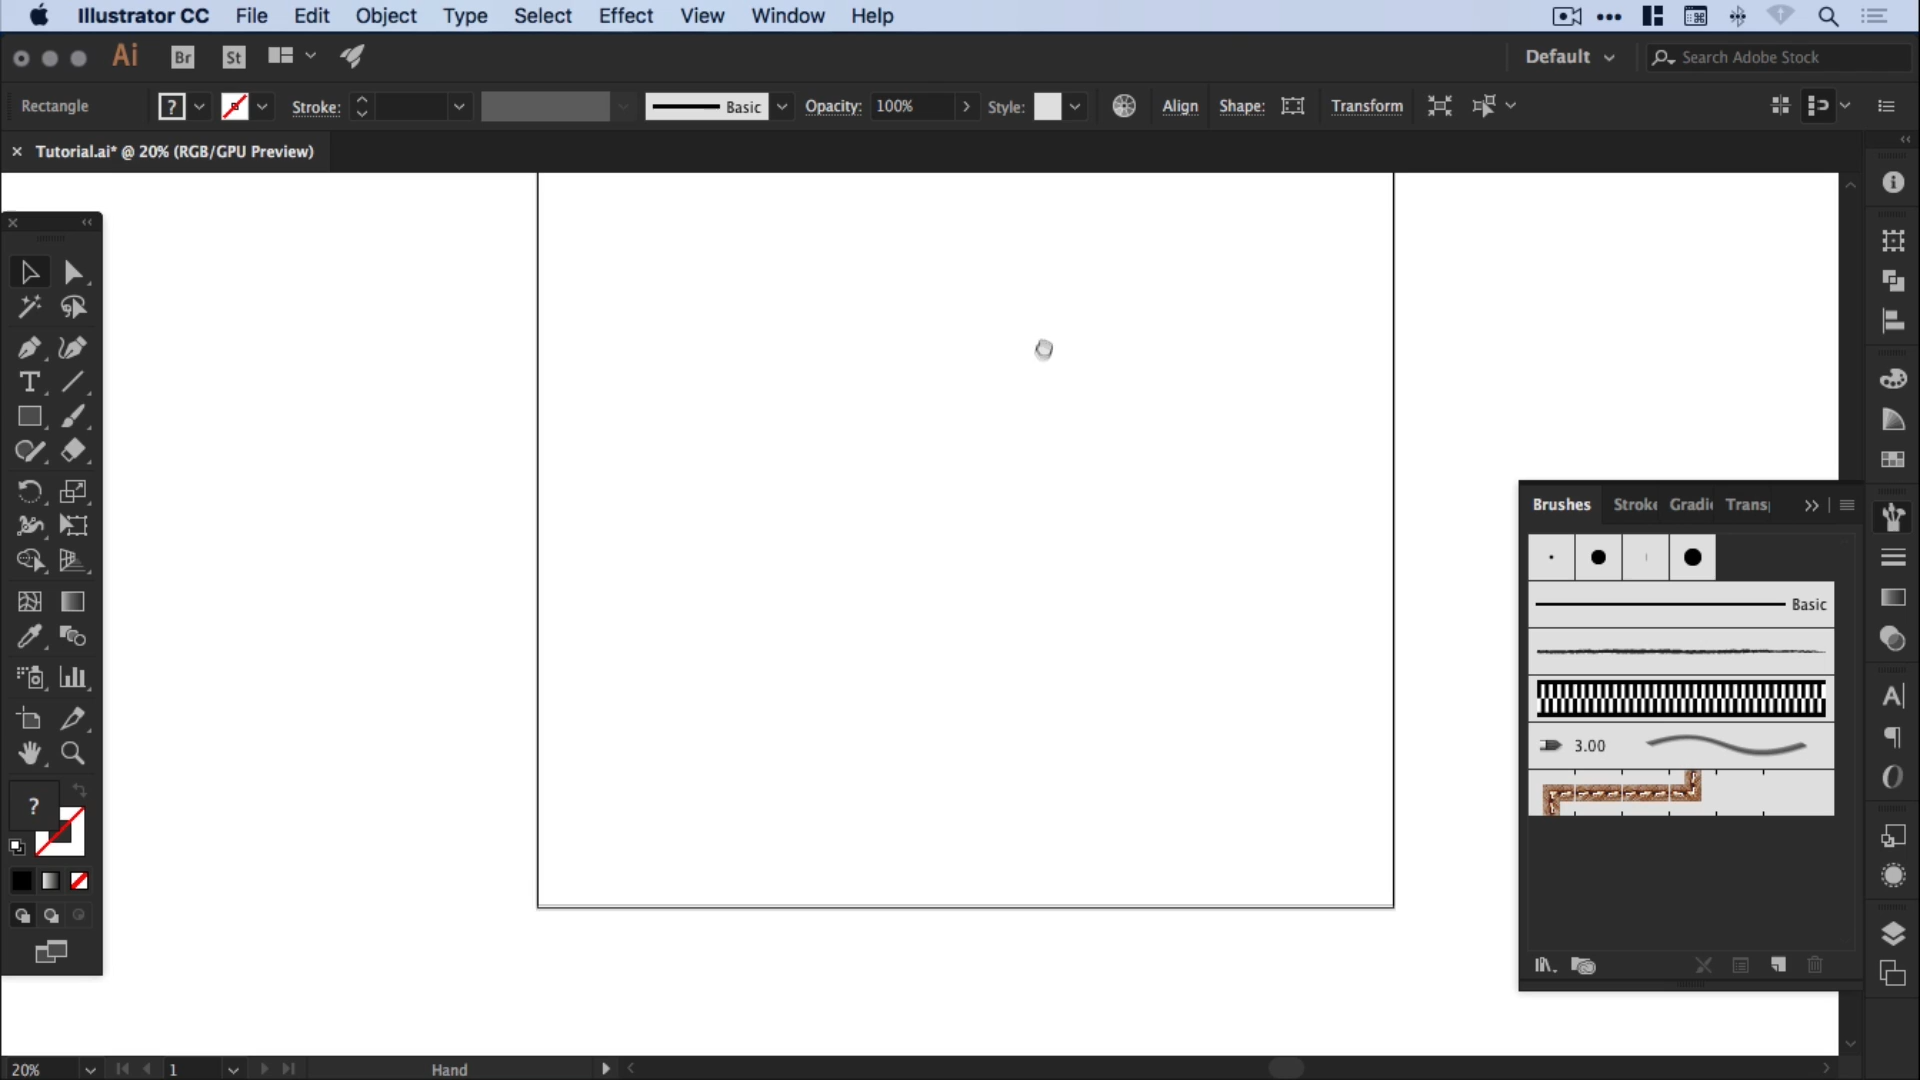 Illustrator CC File Edit Object Type Select Effect View Window Help
Ai Br St Default Search Adobe Stock
Rectangle ? Stroke: Basic Opacity: 100% Style: Align Shape: Transform
× Tutorial.ai* @ 20% (RGB/GPU Preview)
Brushes Stroke Gradi Trans
Basic
3.00
?
20% 1 Hand